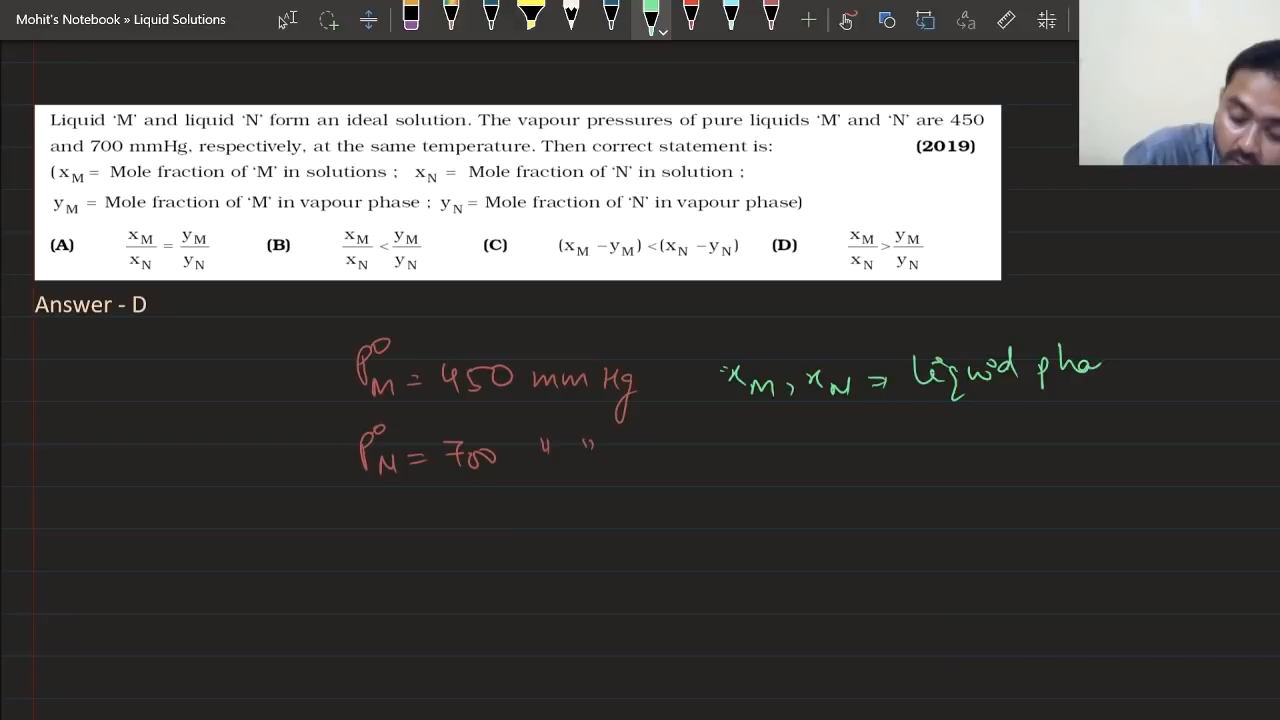 Mohit's Notebook » Liquid Solutions
Liquid 'M' and liquid 'N' form an ideal solution. The vapour pressures of pure liquids 'M' and 'N' are 450
and 700 mmHg, respectively, at the same temperature. Then correct statement is: (2019)
(x_M = Mole fraction of 'M' in solutions ; x_N = Mole fraction of 'N' in solution ;
y_M = Mole fraction of 'M' in vapour phase ; y_N = Mole fraction of 'N' in vapour phase)
(A) x_M/x_N = y_M/y_N (B) x_M/x_N < y_M/y_N (C) (x_M – y_M) < (x_N – y_N) (D) x_M/x_N > y_M/y_N
Answer - D
P°_M = 450 mm Hg x_M, x_N ⇒ liquid pha
P°_N = 700 " "